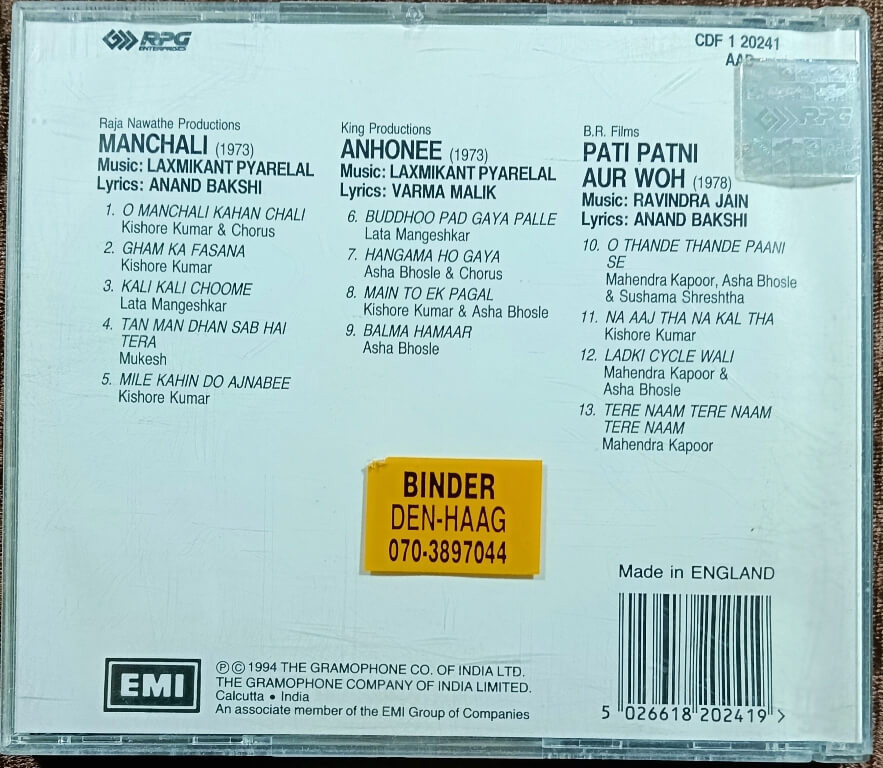 RPG
ENTERPRISES
CDF 1 20241
RPG
Raja Nawathe Productions
MANCHALI (1973)
Music: LAXMIKANT PYARELAL
Lyrics: ANAND BAKSHI
1. O MANCHALI KAHAN CHALI
Kishore Kumar & Chorus
2. GHAM KA FASANA
Kishore Kumar
3. KALI KALI CHOOME
Lata Mangeshkar
4. TAN MAN DHAN SAB HAI
TERA
Mukesh
5. MILE KAHIN DO AJNABEE
Kishore Kumar
King Productions
ANHONEE (1973)
Music: LAXMIKANT PYARELAL
Lyrics: VARMA MALIK
6. BUDDHOO PAD GAYA PALLE
Lata Mangeshkar
7. HANGAMA HO GAYA
Asha Bhosle & Chorus
8. MAIN TO EK PAGAL
Kishore Kumar & Asha Bhosle
9. BALMA HAMAAR
Asha Bhosle
B.R. Films
PATI PATNI
AUR WOH (1978)
Music: RAVINDRA JAIN
Lyrics: ANAND BAKSHI
10. O THANDE THANDE PAANI
SE
Mahendra Kapoor, Asha Bhosle
& Sushama Shreshtha
11. NA AAJ THA NA KAL THA
Kishore Kumar
12. LADKI CYCLE WALI
Mahendra Kapoor &
Asha Bhosle
13. TERE NAAM TERE NAAM
TERE NAAM
Mahendra Kapoor
BINDER
DEN-HAAG
070-3897044
Made in ENGLAND
EMI
℗ © 1994 THE GRAMOPHONE CO. OF INDIA LTD.
THE GRAMOPHONE COMPANY OF INDIA LIMITED.
Calcutta • India
An associate member of the EMI Group of Companies
5 026618 202419 >